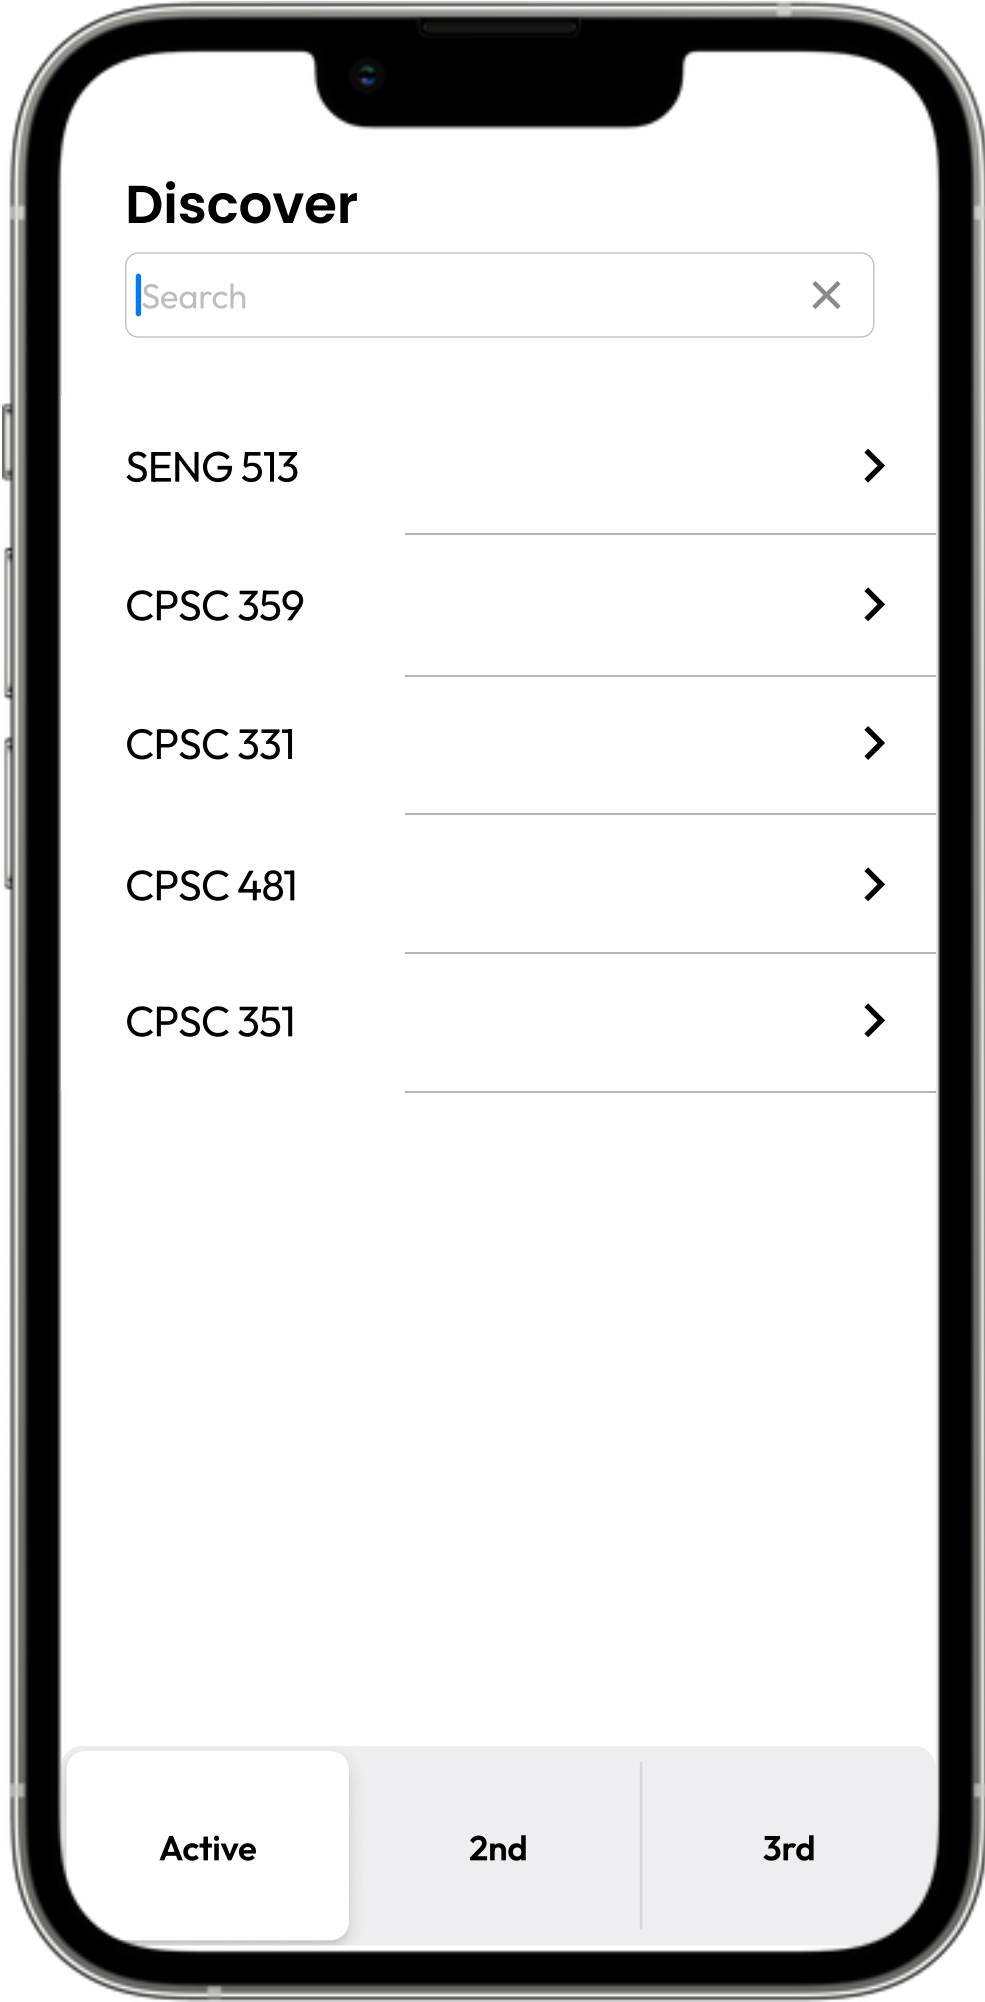 Discover
Search
SENG 513
CPSC 359
CPSC 331
CPSC 481
CPSC 351
Active
2nd
3rd